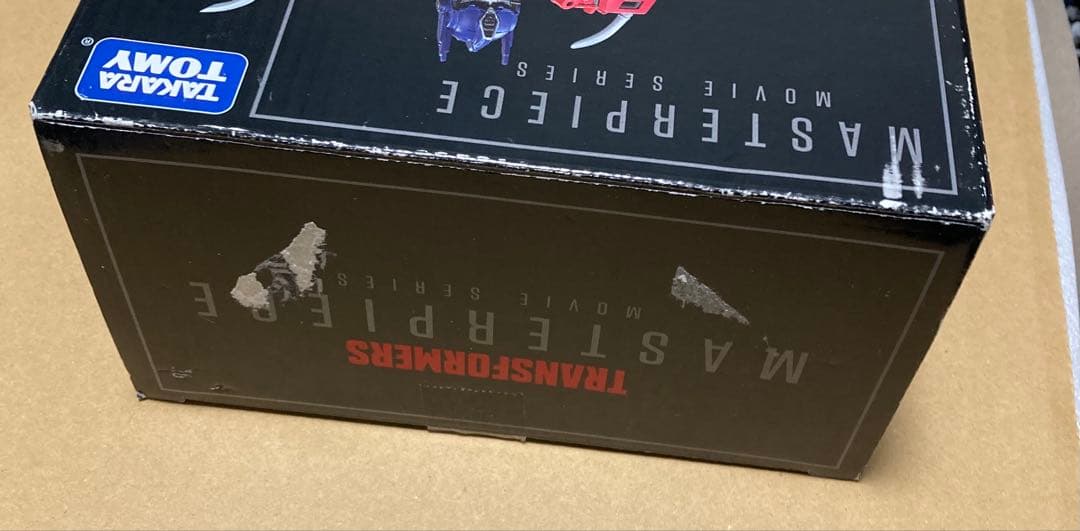 TRANSFORMERS
MASTERPIECE
MOVIE SERIES
MASTERPIECE
MOVIE SERIES
TAKARA
TOMY
®